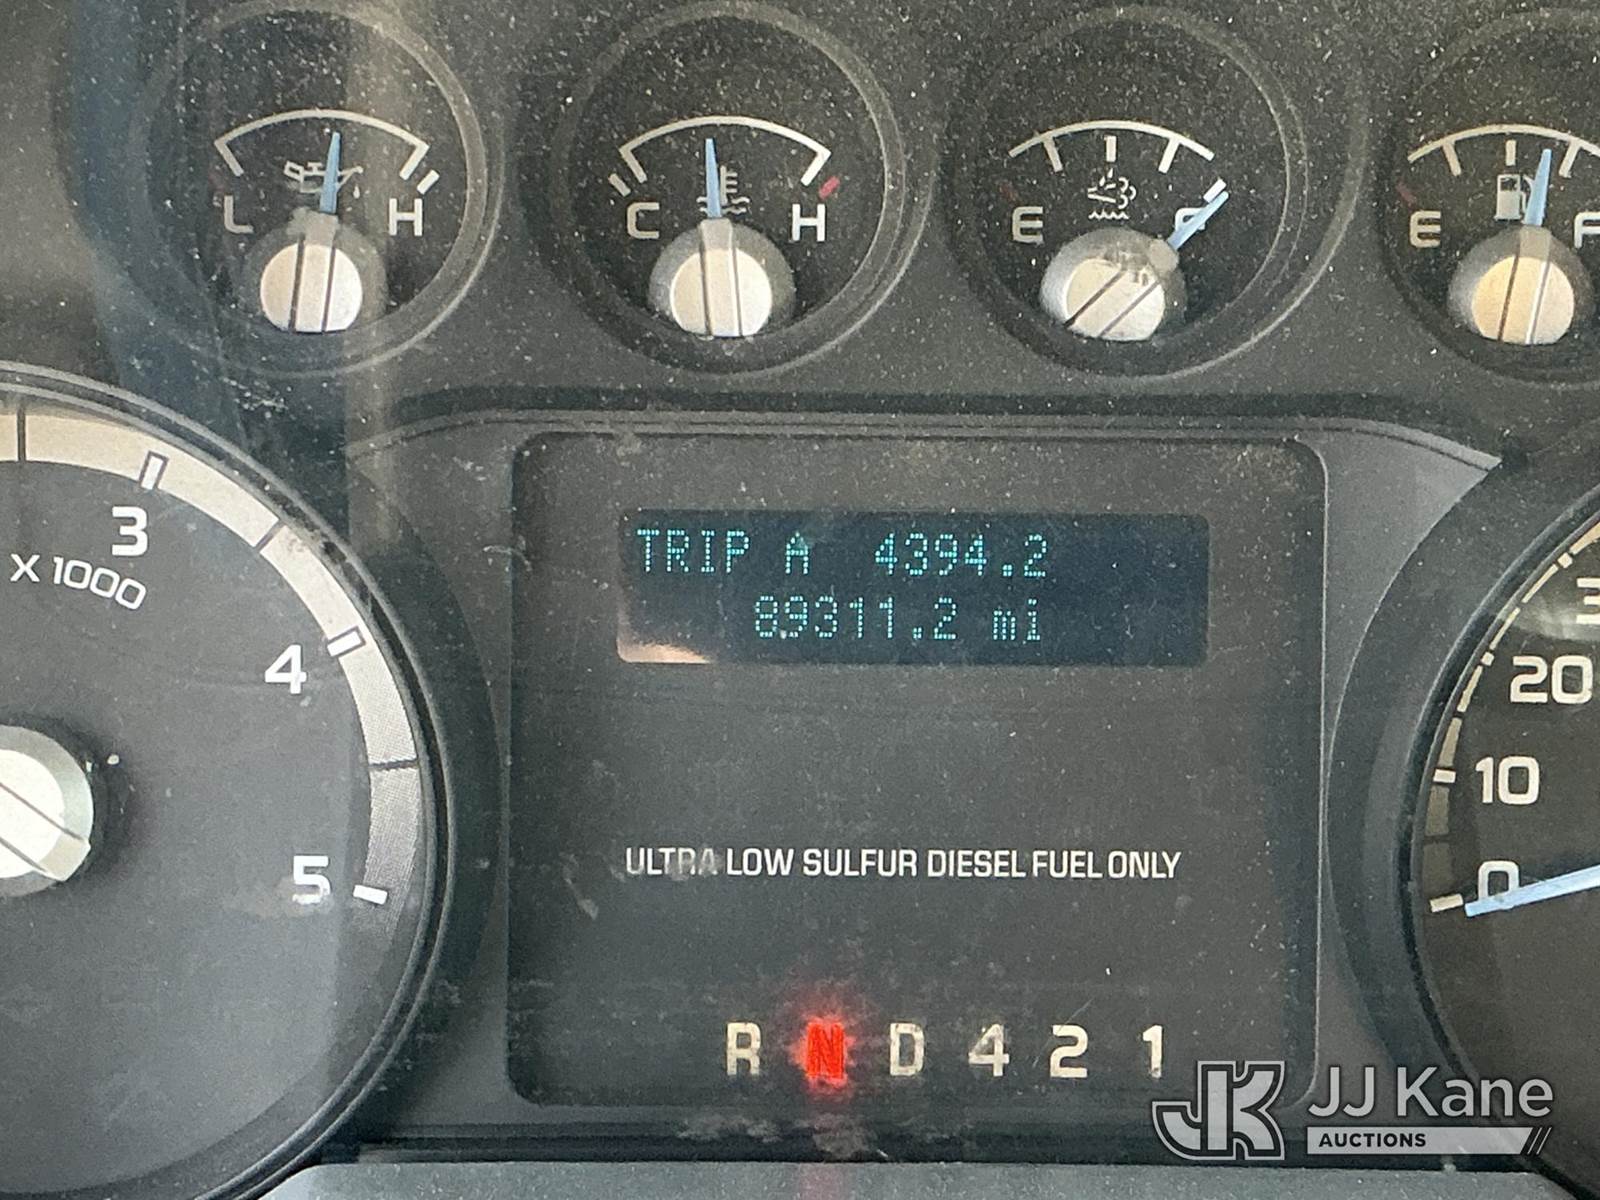 L H
C H
E F
E F
3
X 1000
4
5
TRIP A 4394.2
89311.2 mi
20
10
0
ULTRA LOW SULFUR DIESEL FUEL ONLY
R N D 4 2 1
JK JJ Kane
AUCTIONS